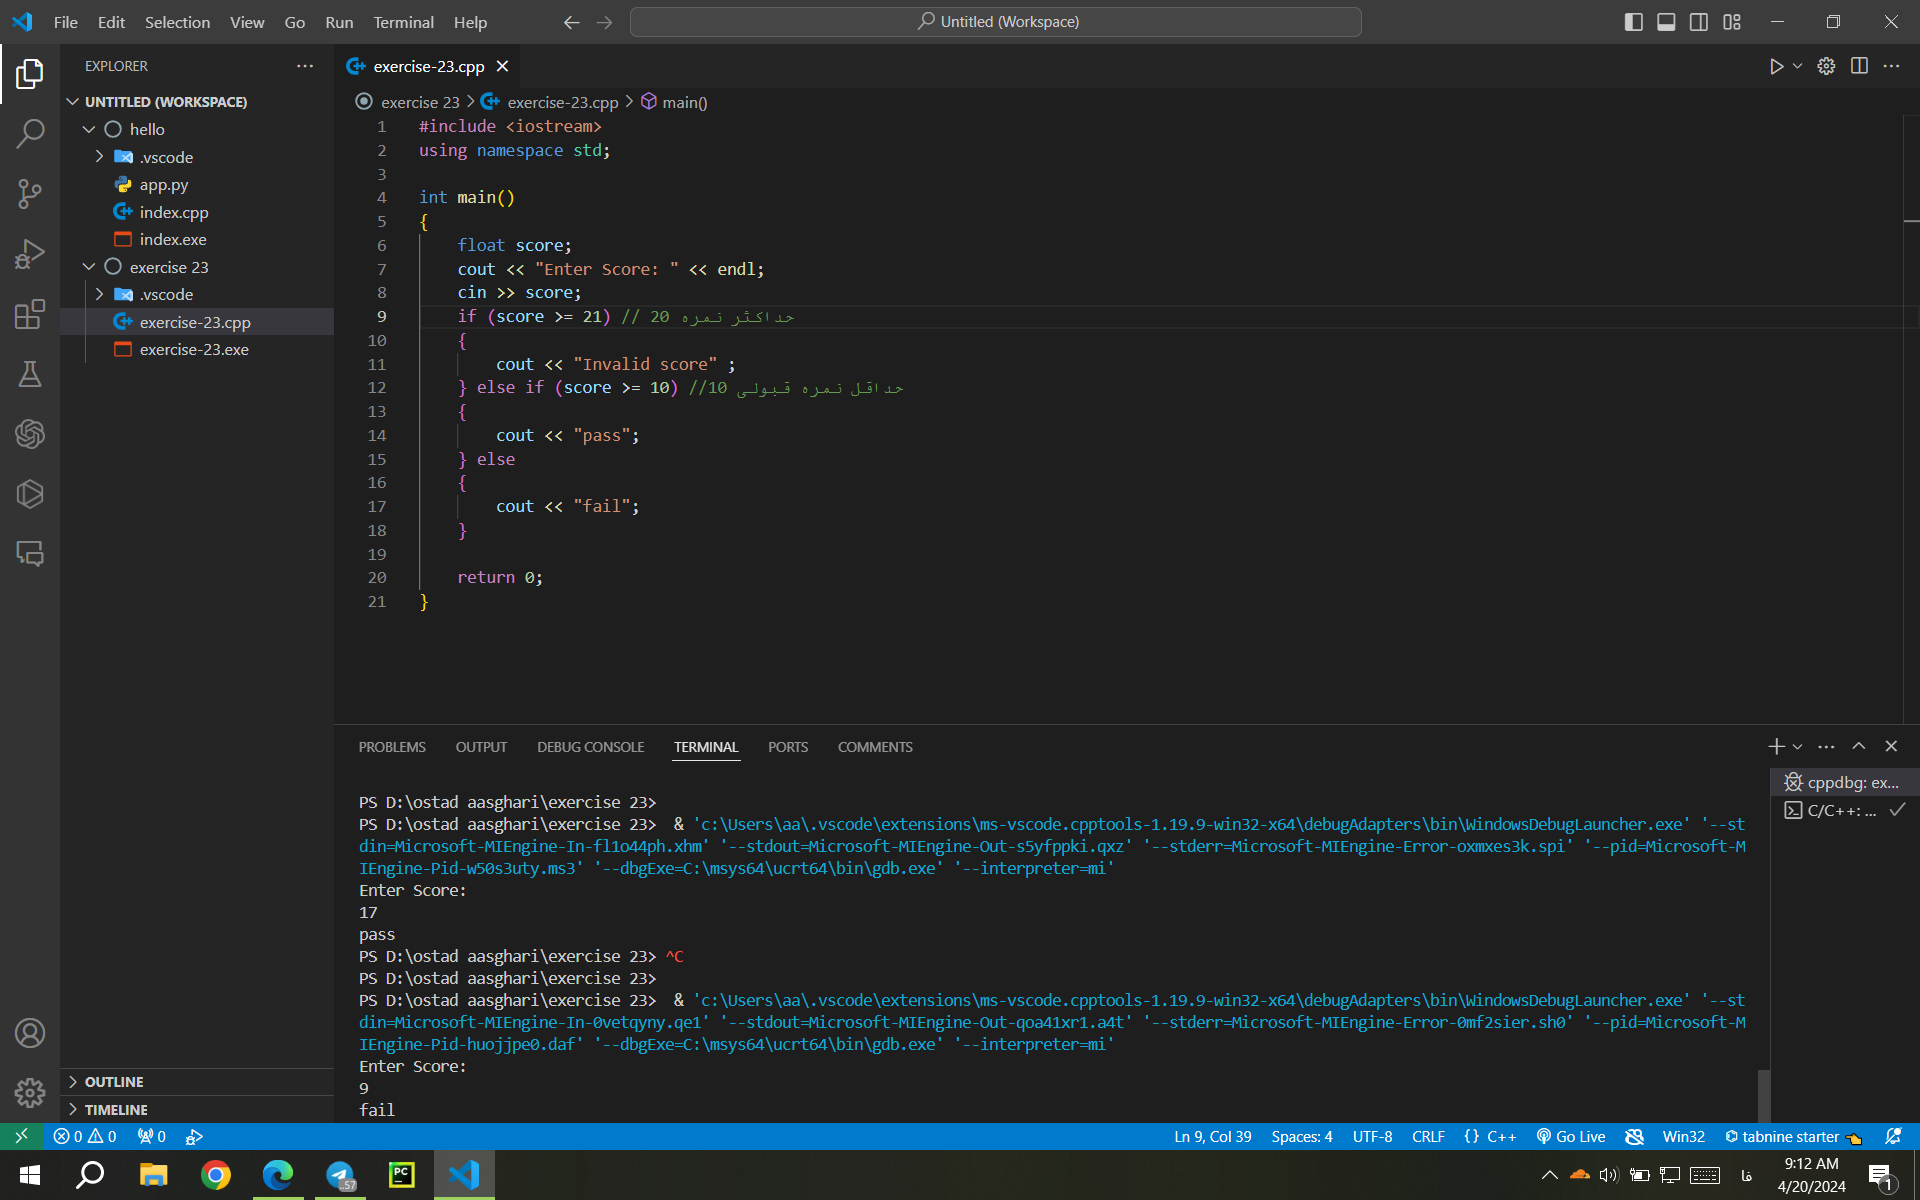 File Edit Selection View Go Run Terminal Help
Untitled (Workspace)
EXPLORER
UNTITLED (WORKSPACE)
hello
.vscode
app.py
index.cpp
index.exe
exercise 23
.vscode
exercise-23.cpp
exercise-23.exe
OUTLINE
TIMELINE
exercise-23.cpp
exercise 23 > exercise-23.cpp > main()
1 #include <iostream>
2 using namespace std;
3
4 int main()
5 {
6 float score;
7 cout << "Enter Score: " << endl;
8 cin >> score;
9 if (score >= 21) // 20 حداکثر نمره
10 {
11 cout << "Invalid score" ;
12 } else if (score >= 10) //10 حداقل نمره قبولی
13 {
14 cout << "pass";
15 } else
16 {
17 cout << "fail";
18 }
19
20 return 0;
21 }
PROBLEMS OUTPUT DEBUG CONSOLE TERMINAL PORTS COMMENTS
cppdbg: ex...
C/C++: ...
PS D:\ostad aasghari\exercise 23>
PS D:\ostad aasghari\exercise 23> & 'c:\Users\aa\.vscode\extensions\ms-vscode.cpptools-1.19.9-win32-x64\debugAdapters\bin\WindowsDebugLauncher.exe' '--st
din=Microsoft-MIEngine-In-fl1o44ph.xhm' '--stdout=Microsoft-MIEngine-Out-s5yfppki.qxz' '--stderr=Microsoft-MIEngine-Error-oxmxes3k.spi' '--pid=Microsoft-M
IEngine-Pid-w50s3uty.ms3' '--dbgExe=C:\msys64\ucrt64\bin\gdb.exe' '--interpreter=mi'
Enter Score:
17
pass
PS D:\ostad aasghari\exercise 23> ^C
PS D:\ostad aasghari\exercise 23>
PS D:\ostad aasghari\exercise 23> & 'c:\Users\aa\.vscode\extensions\ms-vscode.cpptools-1.19.9-win32-x64\debugAdapters\bin\WindowsDebugLauncher.exe' '--st
din=Microsoft-MIEngine-In-0vetqyny.qe1' '--stdout=Microsoft-MIEngine-Out-qoa41xr1.a4t' '--stderr=Microsoft-MIEngine-Error-0mf2sier.sh0' '--pid=Microsoft-M
IEngine-Pid-huojjpe0.daf' '--dbgExe=C:\msys64\ucrt64\bin\gdb.exe' '--interpreter=mi'
Enter Score:
9
fail
0 0 0 Ln 9, Col 39 Spaces: 4 UTF-8 CRLF {} C++ Go Live Win32 tabnine starter
PC ..57 فا 9:12 AM
4/20/2024 1